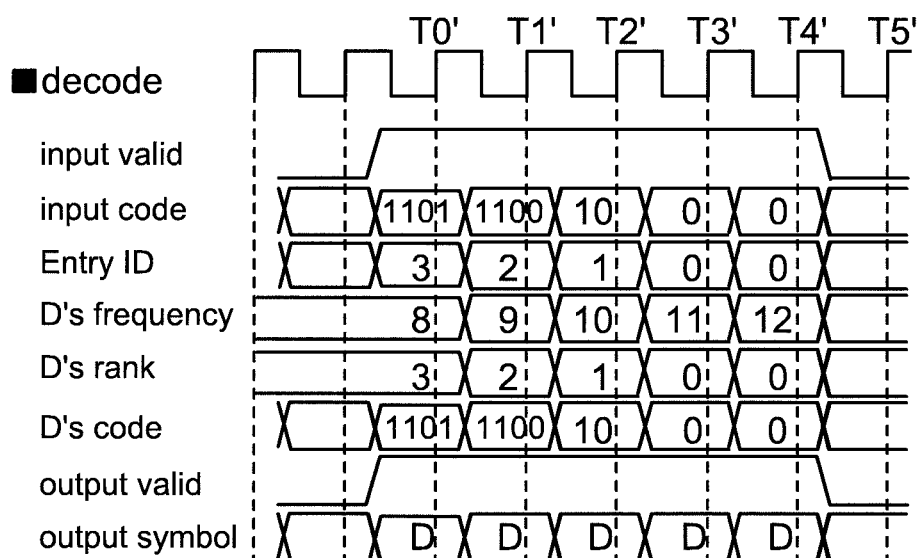 T0' T1' T2' T3' T4' T5'
■decode
input valid
input code 1101 1100 10 0 0
Entry ID 3 2 1 0 0
D's frequency 8 9 10 11 12
D's rank 3 2 1 0 0
D's code 1101 1100 10 0 0
output valid
output symbol D D D D D